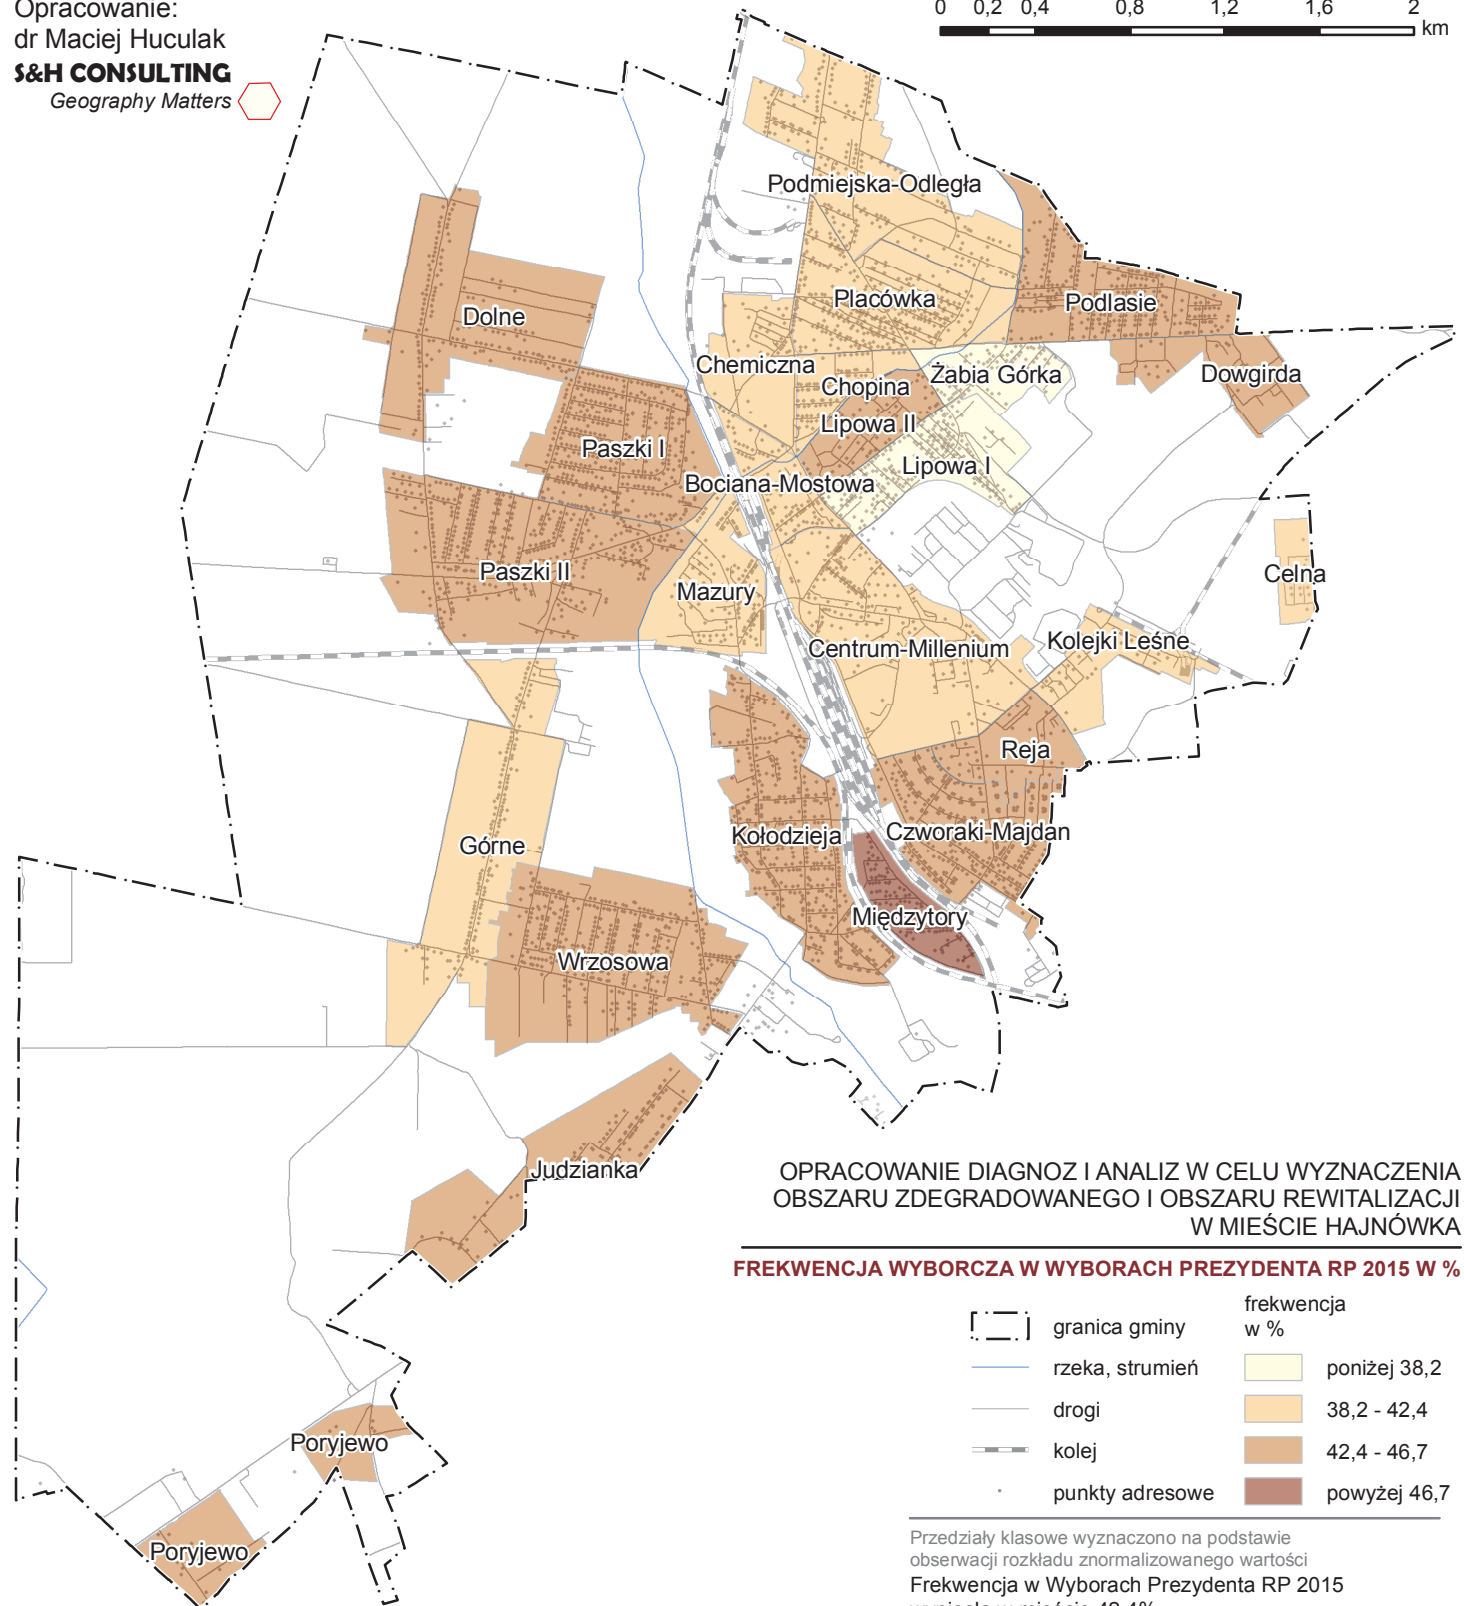 Opracowanie:
dr Maciej Huculak
S&H CONSULTING
Geography Matters
0 0,2 0,4 0,8 1,2 1,6 2
km
Podmiejska-Odległa
Placówka
Podlasie
Dolne
Chemiczna
Chopina
Żabia Górka
Dowgirda
Lipowa II
Paszki I
Lipowa I
Bociana-Mostowa
Paszki II
Celna
Mazury
Centrum-Millenium
Kolejki Leśne
Reja
Górne
Kołodzieja
Czworaki-Majdan
Międzytory
Wrzosowa
Judzianka
Poryjewo
Poryjewo
OPRACOWANIE DIAGNOZ I ANALIZ W CELU WYZNACZENIA
OBSZARU ZDEGRADOWANEGO I OBSZARU REWITALIZACJI
W MIEŚCIE HAJNÓWKA
FREKWENCJA WYBORCZA W WYBORACH PREZYDENTA RP 2015 W %
granica gminy
rzeka, strumień
drogi
kolej
punkty adresowe
frekwencja
w %
poniżej 38,2
38,2 - 42,4
42,4 - 46,7
powyżej 46,7
Przedziały klasowe wyznaczono na podstawie
obserwacji rozkładu znormalizowanego wartości
Frekwencja w Wyborach Prezydenta RP 2015
wyniosła w mieście 42,4%